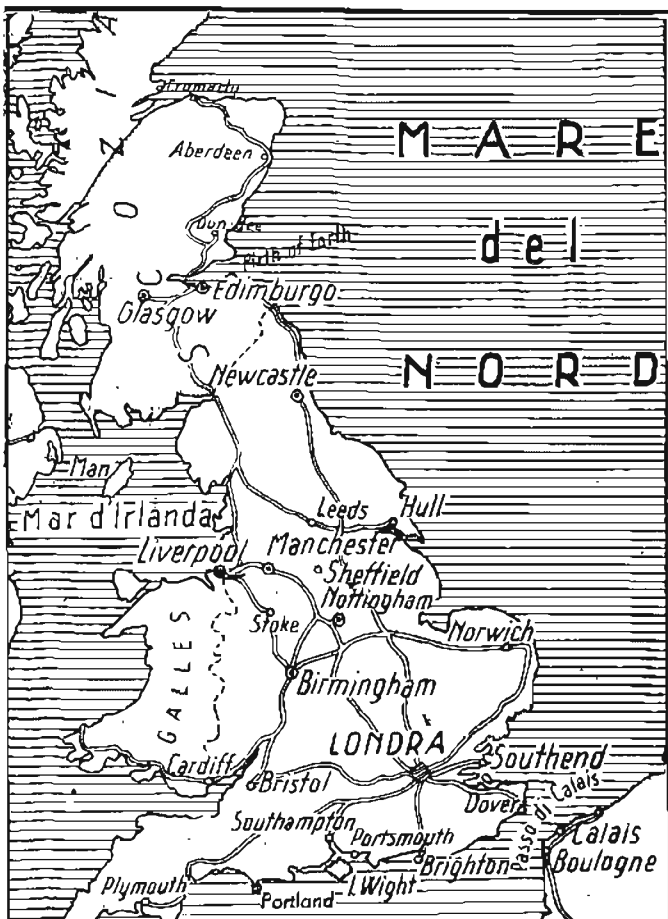 Cromarty
MARE
Aberdeen
Dundee
Firth of Forth
del
Edimburgo
Glasgow
SCOZIA
Newcastle
NORD
Man
Leeds
Hull
Mar d'Irlanda
Liverpool
Manchester
Sheffield
Nottingham
Stoke
Norwich
GALLES
Birmingham
LONDRA
Southend
Cardiff
Bristol
Dover
Passo di Calais
Southampton
Portsmouth
Calais
Brighton
Boulogne
Plymouth
I.Wight
Portland